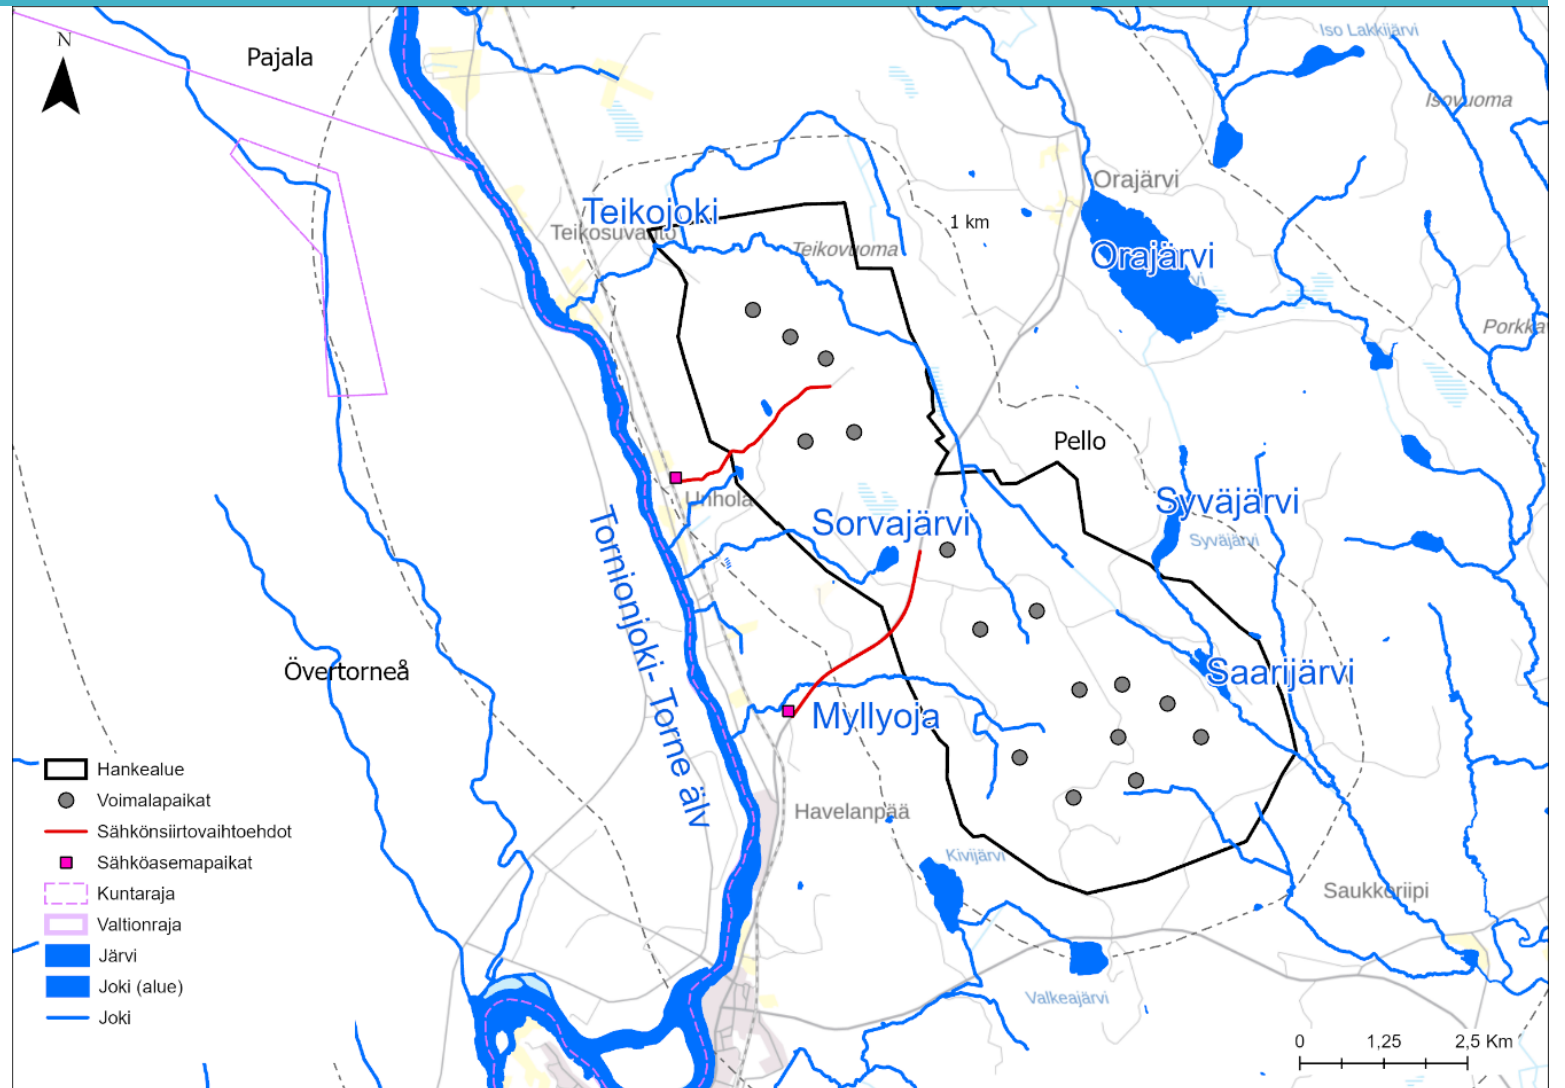 Iso Lakkijärvi
N
Pajala
Isovuoma
Orajärvi
Teikojoki
1 km
Teikosuvanto
Teikovuoma
Orajärvi
Pello
Syväjärvi
Unhola
Sorvajärvi
Syväjärvi
Tornionjoki- Torne älv
Övertorneå
Saarijärvi
Myllyoja
Hankealue
Voimalapaikat
Havelanpää
Sähkönsiirtovaihtoehdot
Sähköasemapaikat
Kivijärvi
Kuntaraja
Saukkoriipi
Valtionraja
Järvi
Joki (alue)
Valkeajärvi
Joki
0 1,25 2,5 Km